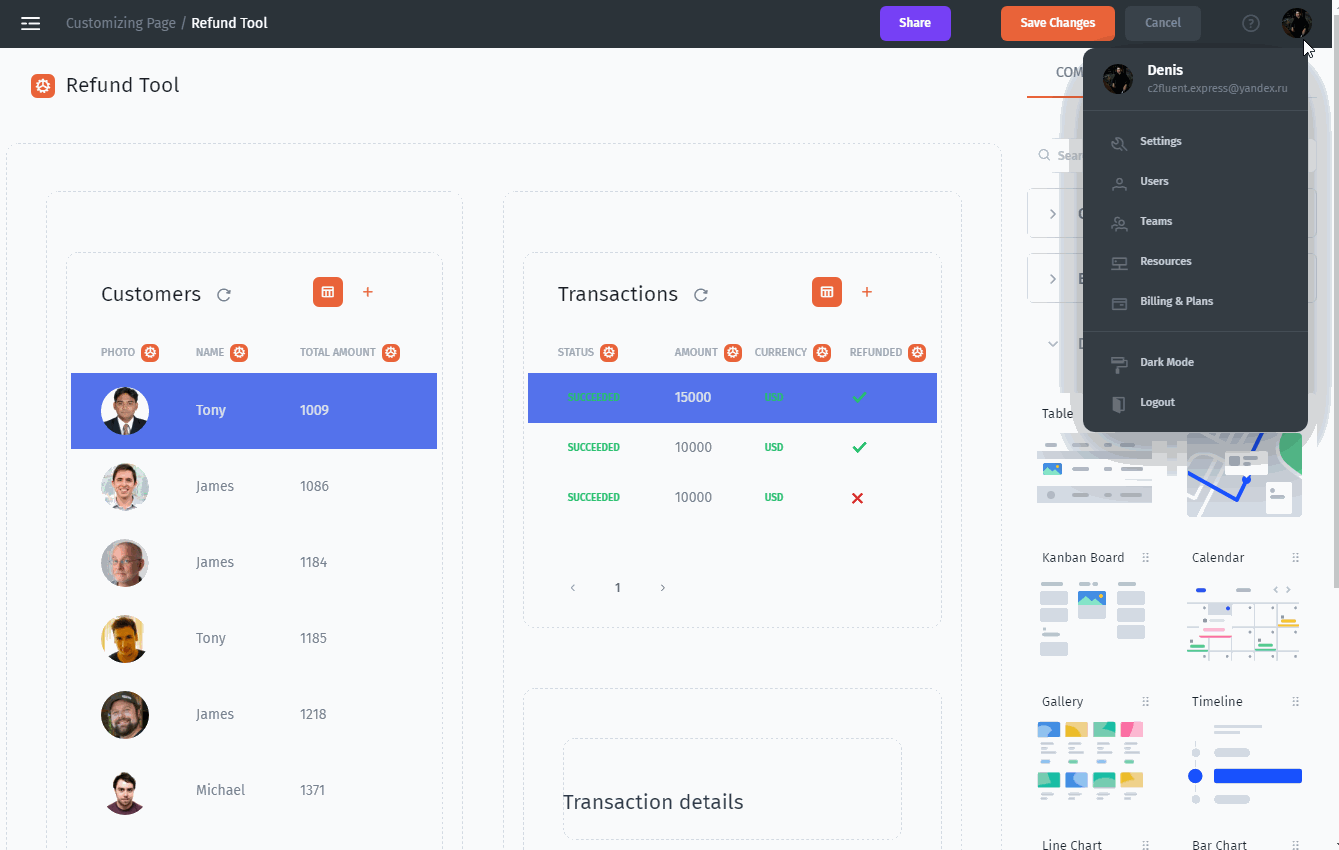 Customizing Page / Refund Tool
Share
Save Changes
Cancel
?
Refund Tool
COM
Denis
c2fluent.express@yandex.ru
Settings
Users
Teams
Resources
Billing & Plans
Dark Mode
Logout
Sear
Customers
+
PHOTO NAME TOTAL AMOUNT
Tony 1009
James 1086
James 1184
Tony 1185
James 1218
Michael 1371
Transactions
+
STATUS AMOUNT CURRENCY REFUNDED
SUCCEEDED 15000 USD
SUCCEEDED 10000 USD
SUCCEEDED 10000 USD
1
Transaction details
Table
Kanban Board
Calendar
Gallery
Timeline
Line Chart
Bar Chart